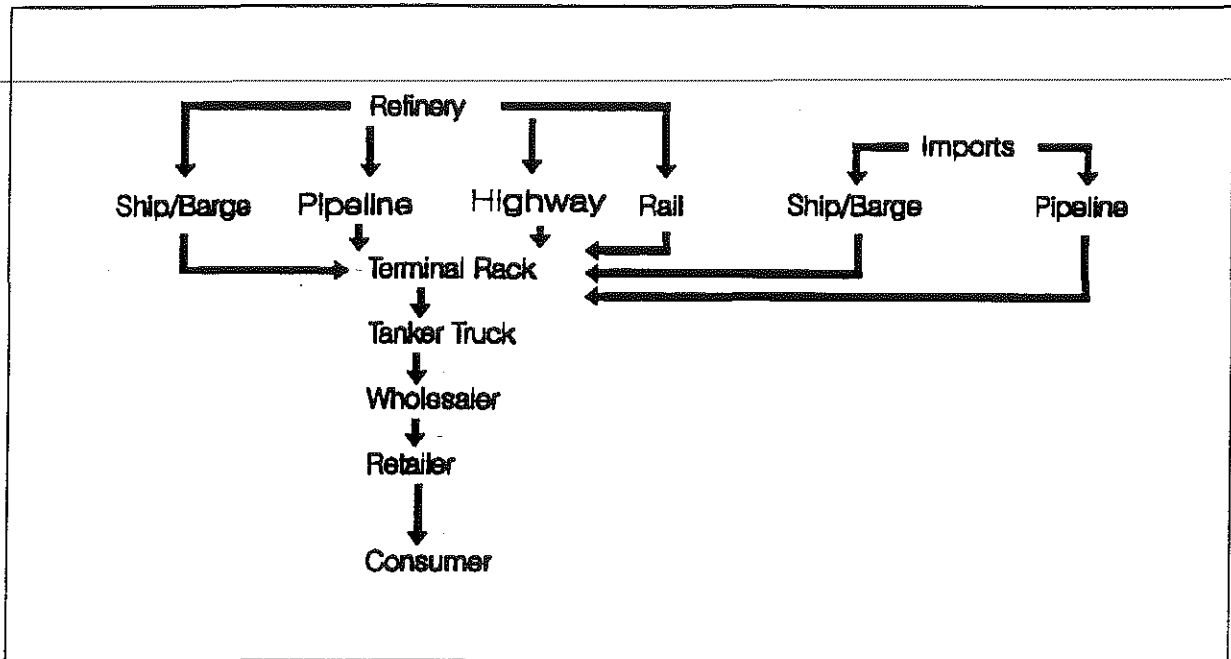 Refinery
Imports
Ship/Barge Pipeline Highway Rail Ship/Barge Pipeline
Terminal Rack
Tanker Truck
Wholesaler
Retailer
Consumer